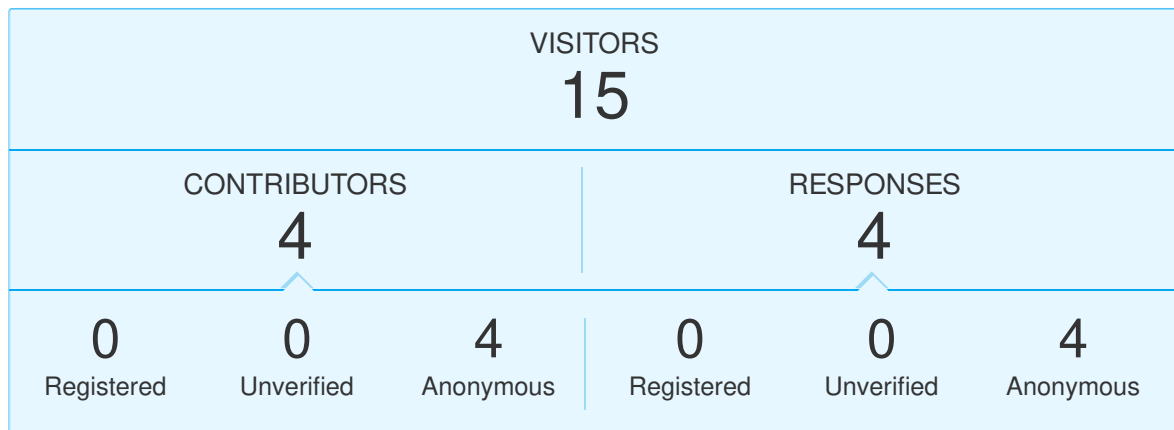 VISITORS
15
CONTRIBUTORS
4
RESPONSES
4
0
Registered
0
Unverified
4
Anonymous
0
Registered
0
Unverified
4
Anonymous